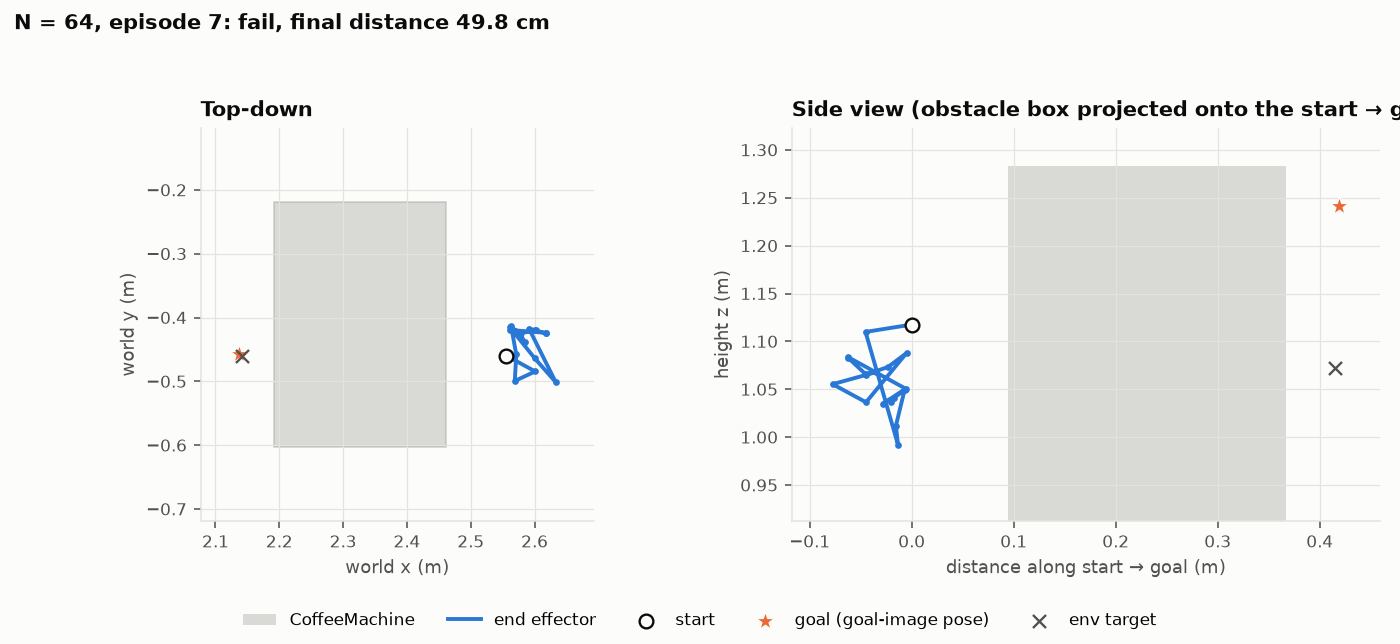 N = 64, episode 7: fail, final distance 49.8 cm
Top-down
−0.2
−0.3
−0.4
−0.5
−0.6
−0.7
world y (m)
2.1 2.2 2.3 2.4 2.5 2.6
world x (m)
Side view (obstacle box projected onto the start → g
1.30
1.25
1.20
1.15
1.10
1.05
1.00
0.95
height z (m)
−0.1 0.0 0.1 0.2 0.3 0.4
distance along start → goal (m)
CoffeeMachine end effector start goal (goal-image pose) env target